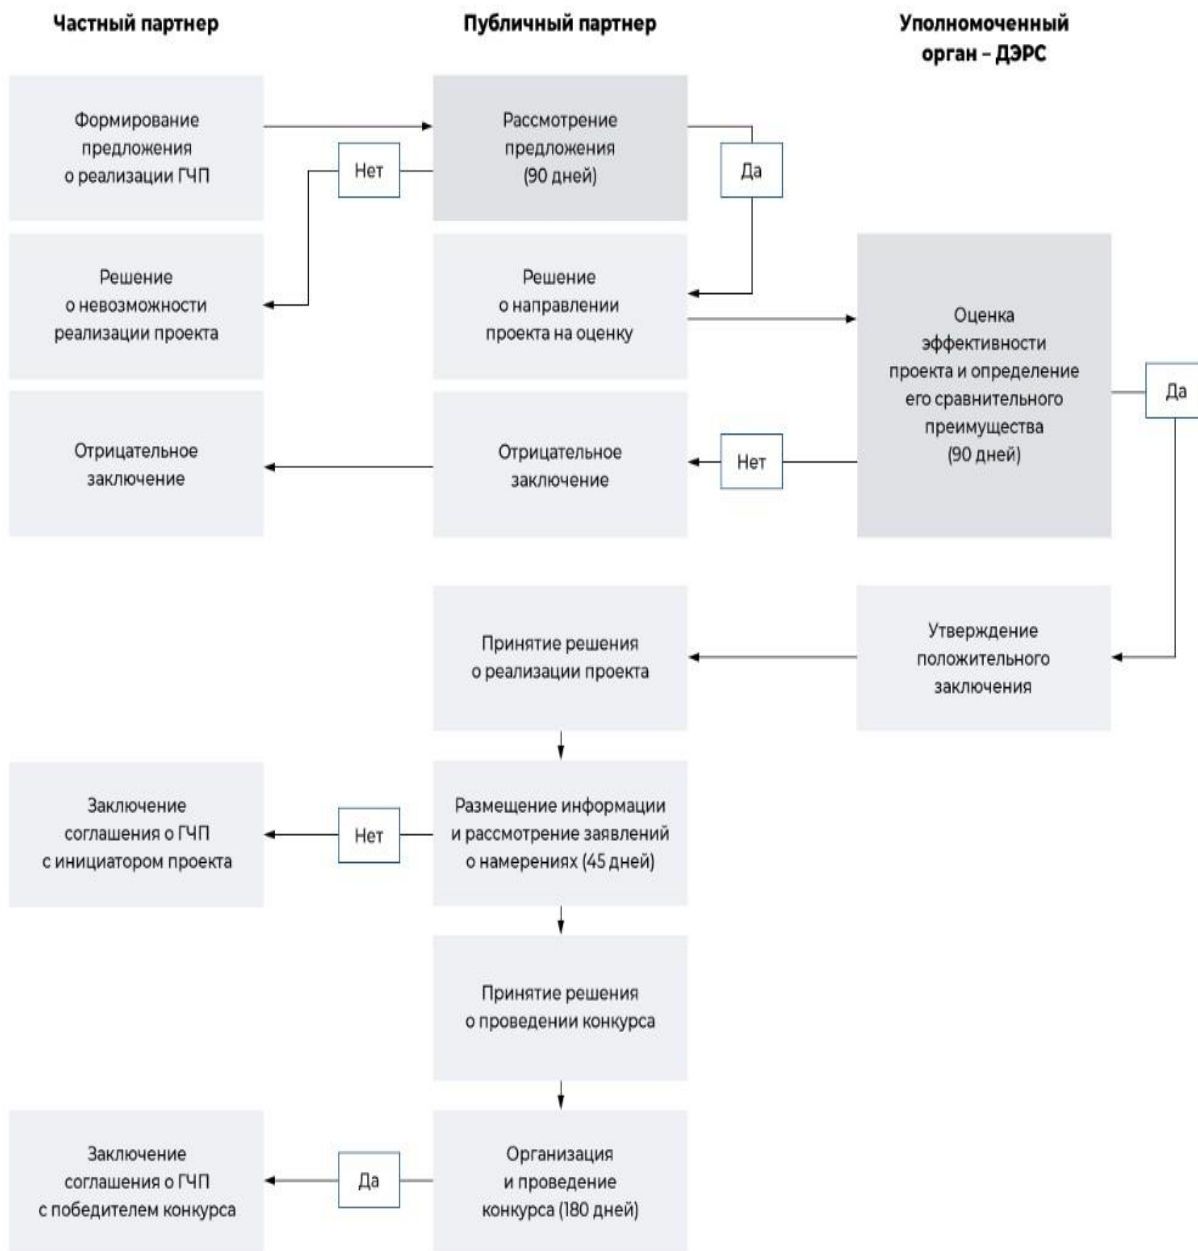 Частный партнер
Публичный партнер
Уполномоченный
орган – ДЭРС
Формирование
предложения
о реализации ГЧП
Нет
Рассмотрение
предложения
(90 дней)
Да
Решение
о невозможности
реализации проекта
Решение
о направлении
проекта на оценку
Оценка
эффективности
проекта и определение
его сравнительного
преимущества
(90 дней)
Да
Отрицательное
заключение
Отрицательное
заключение
Нет
Принятие решения
о реализации проекта
Утверждение
положительного
заключения
Заключение
соглашения о ГЧП
с инициатором проекта
Нет
Размещение информации
и рассмотрение заявлений
о намерениях (45 дней)
Принятие решения
о проведении конкурса
Заключение
соглашения о ГЧП
с победителем конкурса
Да
Организация
и проведение
конкурса (180 дней)